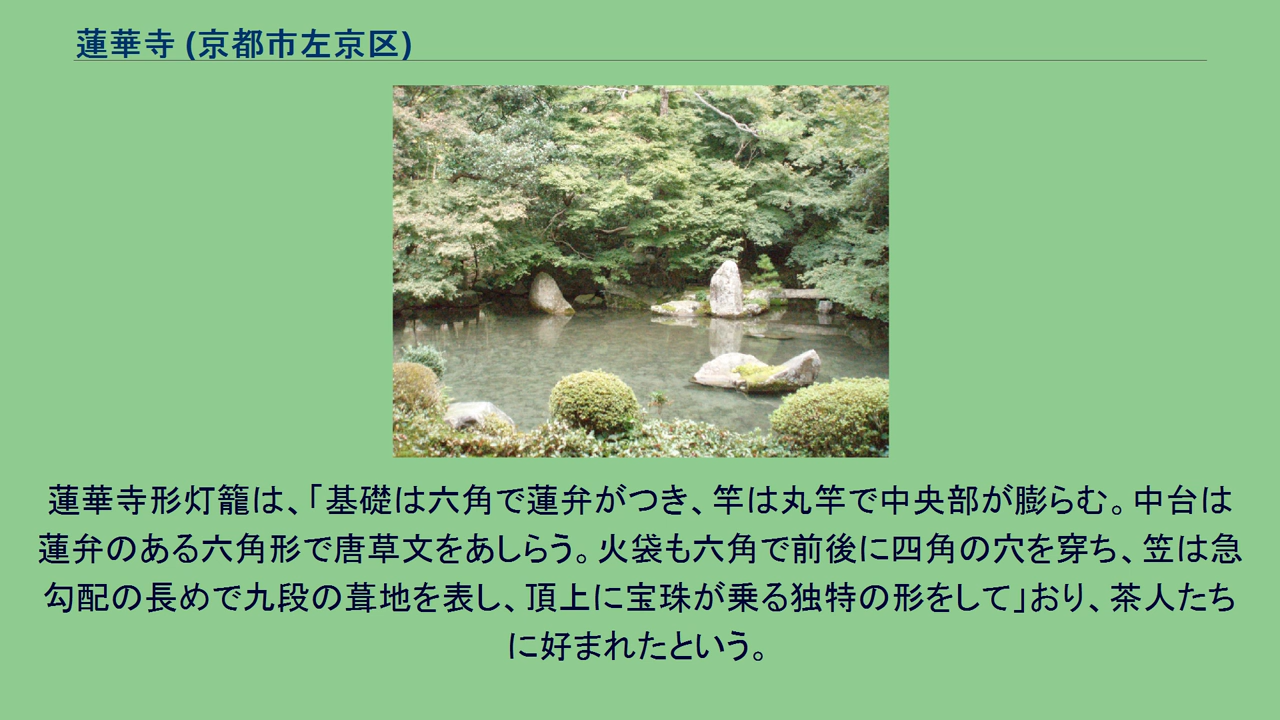 蓮華寺 (京都市左京区)
蓮華寺形灯籠は、「基礎は六角で蓮弁がつき、竿は丸竿で中央部が膨らむ。中台は
蓮弁のある六角形で唐草文をあしらう。火袋も六角で前後に四角の穴を穿ち、笠は急
勾配の長めで九段の葺地を表し、頂上に宝珠が乗る独特の形をして」おり、茶人たち
に好まれたという。